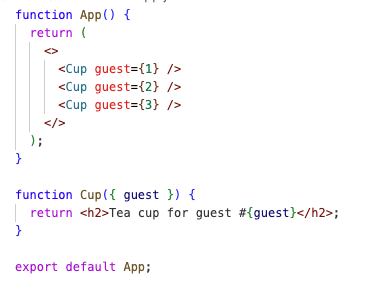 function App() {
  return (
    <>
      <Cup guest={1} />
      <Cup guest={2} />
      <Cup guest={3} />
    </>
  );
}

function Cup({ guest }) {
  return <h2>Tea cup for guest #{guest}</h2>;
}

export default App;